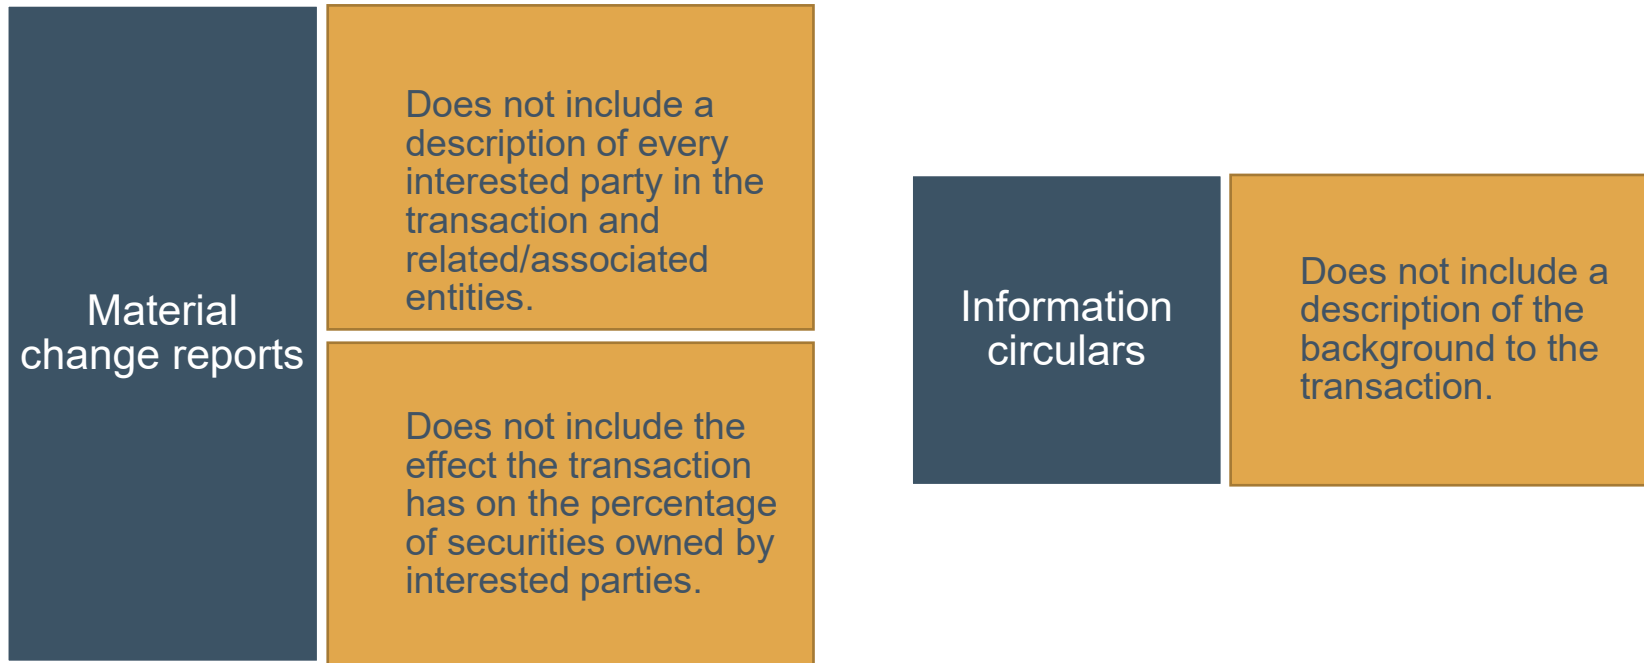 Material
change reports
Does not include a
description of every
interested party in the
transaction and
related/associated
entities.
Does not include the
effect the transaction
has on the percentage
of securities owned by
interested parties.
Information
circulars
Does not include a
description of the
background to the
transaction.